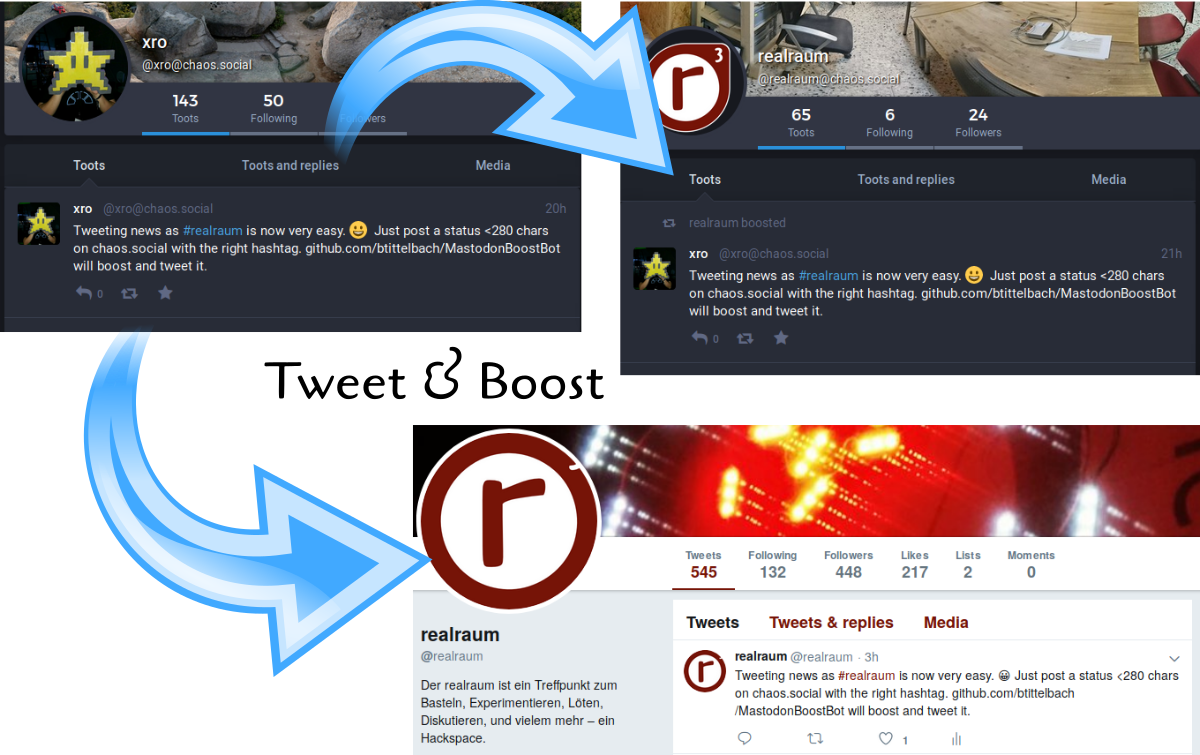 xro
@xro@chaos.social
143 50
Toots Following wers
Toots Toots and replies Media
xro @xro@chaos.social 20h
Tweeting news as #realraum is now very easy. 😀 Just post a status <280 chars
on chaos.social with the right hashtag. github.com/btittelbach/MastodonBoostBot
will boost and tweet it.
0
r3
realraum
@realraum@chaos.social
65 6 24
Toots Following Followers
Toots Toots and replies Media
realraum boosted
xro @xro@chaos.social 21h
Tweeting news as #realraum is now very easy. 😀 Just post a status <280 chars
on chaos.social with the right hashtag. github.com/btittelbach/MastodonBoostBot
will boost and tweet it.
0
Tweet & Boost
r
Tweets Following Followers Likes Lists Moments
545 132 448 217 2 0
realraum
@realraum
Der realraum ist ein Treffpunkt zum
Basteln, Experimentieren, Löten,
Diskutieren, und vielem mehr – ein
Hackspace.
Tweets Tweets & replies Media
r
realraum @realraum · 3h
Tweeting news as #realraum is now very easy. 😀 Just post a status <280 chars
on chaos.social with the right hashtag. github.com/btittelbach
/MastodonBoostBot will boost and tweet it.
1